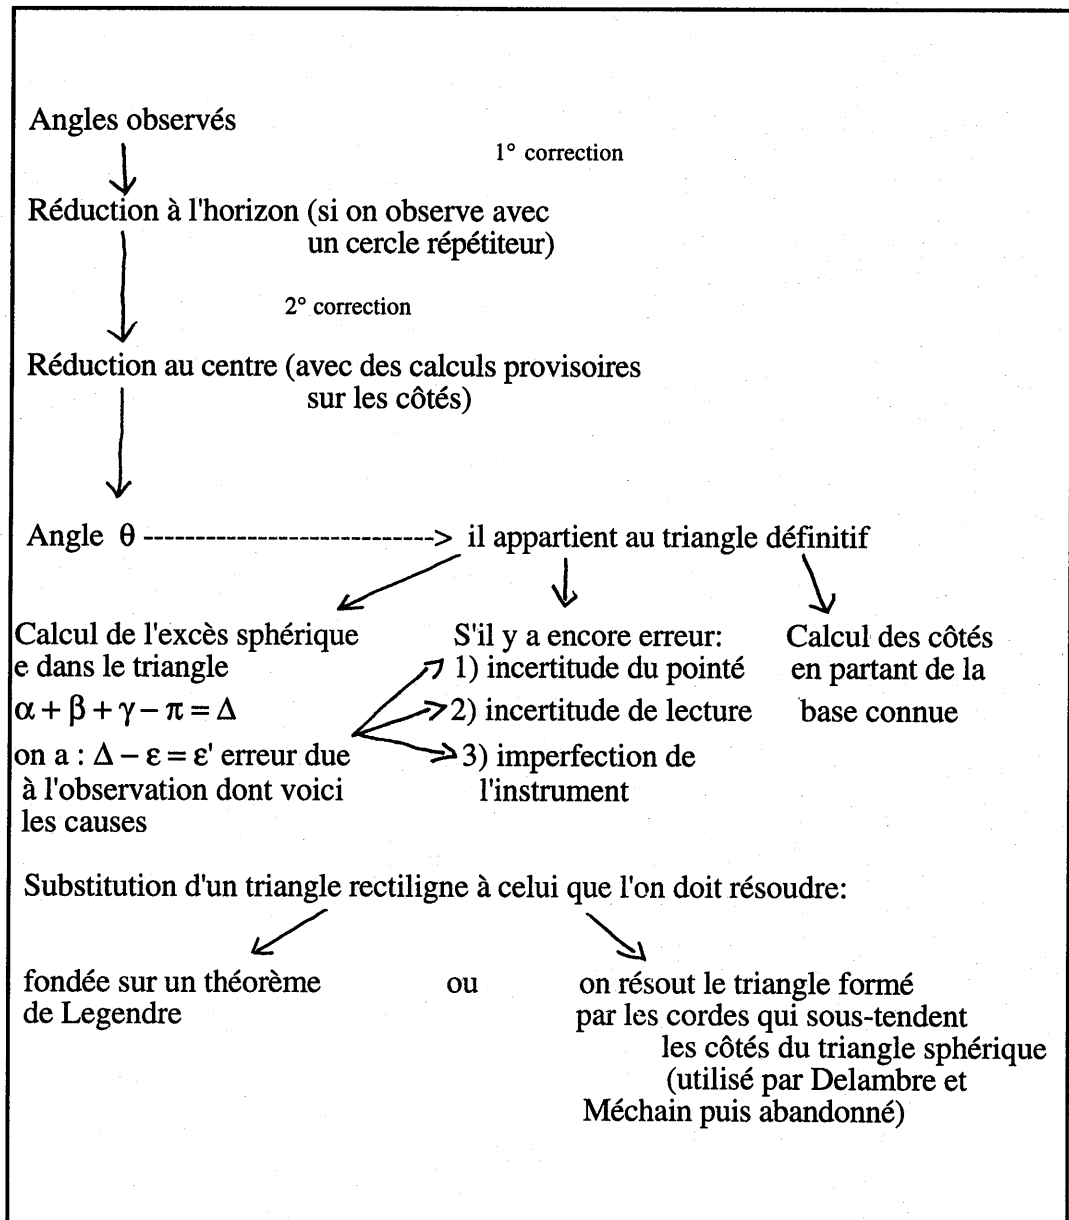 Angles observés
1° correction
Réduction à l'horizon (si on observe avec
un cercle répétiteur)
2° correction
Réduction au centre (avec des calculs provisoires
sur les côtés)
Angle θ ----------------------------> il appartient au triangle définitif
Calcul de l'excès sphérique
e dans le triangle
α + β + γ − π = Δ
on a : Δ − ε = ε' erreur due
à l'observation dont voici
les causes
S'il y a encore erreur:
1) incertitude du pointé
2) incertitude de lecture
3) imperfection de
l'instrument
Calcul des côtés
en partant de la
base connue
Substitution d'un triangle rectiligne à celui que l'on doit résoudre:
fondée sur un théorème
de Legendre
ou
on résout le triangle formé
par les cordes qui sous-tendent
les côtés du triangle sphérique
(utilisé par Delambre et
Méchain puis abandonné)